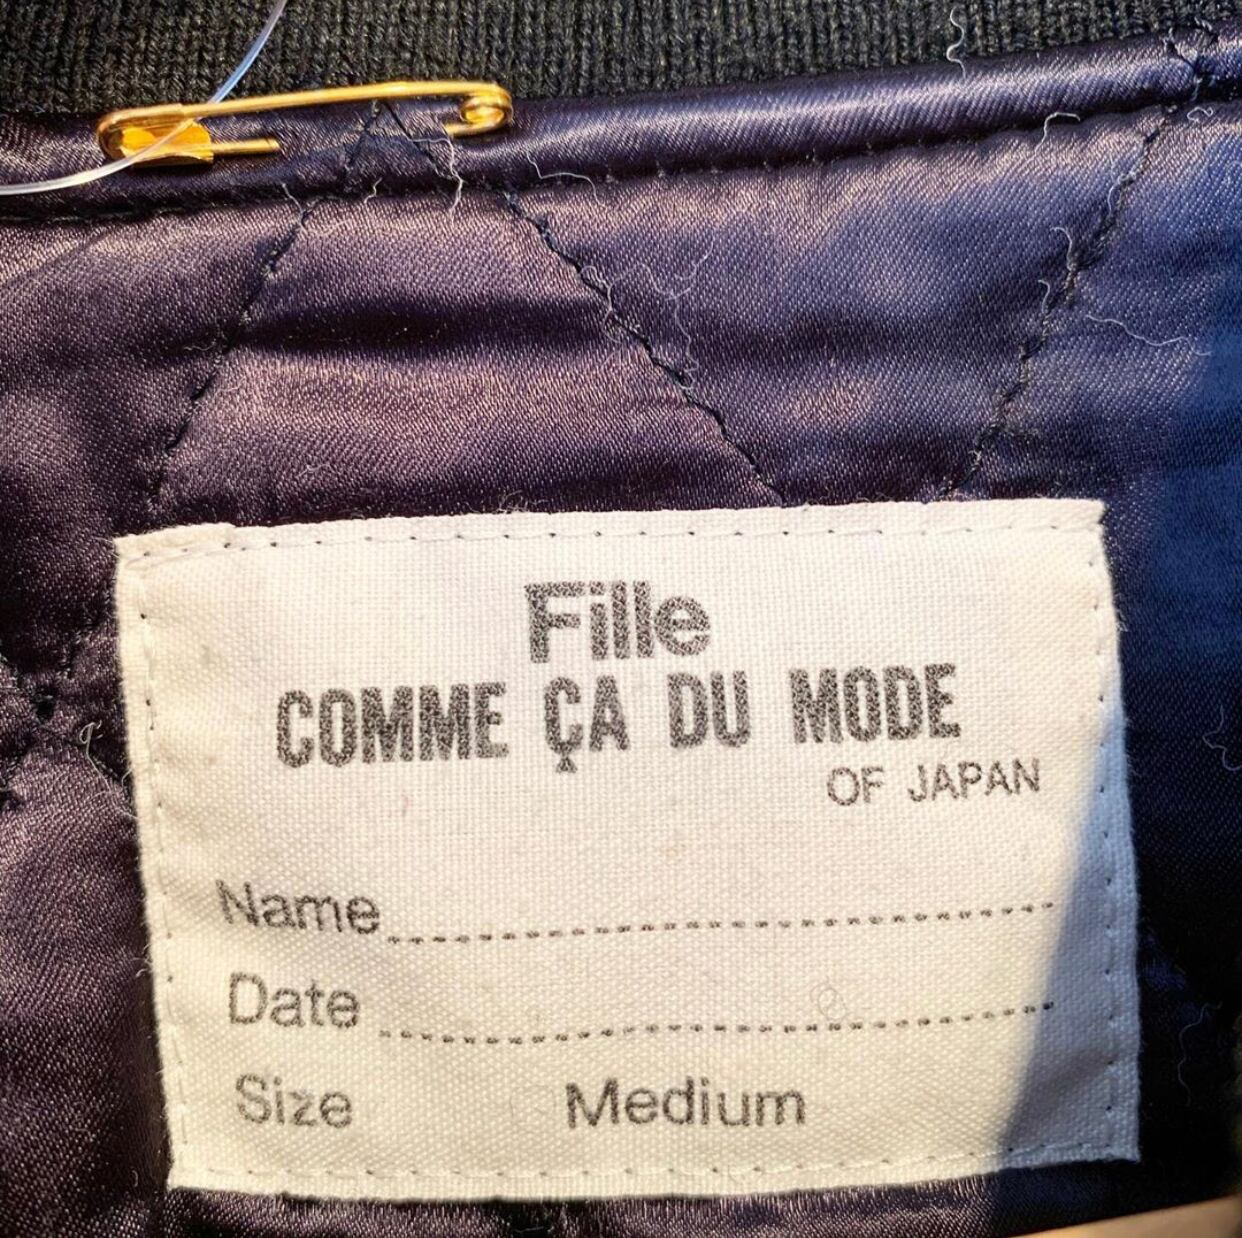 Fille
COMME ÇA DU MODE
OF JAPAN
Name
Date
Size Medium